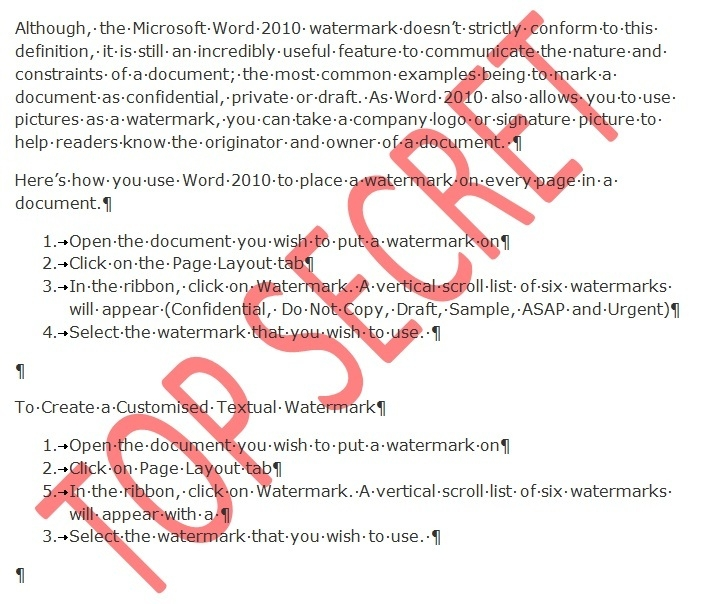 Although, the Microsoft Word 2010 watermark doesn’t strictly conform to this
definition, it is still an incredibly useful feature to communicate the nature and
constraints of a document; the most common examples being to mark a
document as confidential, private or draft. As Word 2010 also allows you to use
pictures as a watermark, you can take a company logo or signature picture to
help readers know the originator and owner of a document. ¶
Here’s how you use Word 2010 to place a watermark on every page in a
document.¶
1.→Open the document you wish to put a watermark on¶
2.→Click on the Page Layout tab¶
3.→In the ribbon, click on Watermark. A vertical scroll list of six watermarks
will appear (Confidential, Do Not Copy, Draft, Sample, ASAP and Urgent)¶
4.→Select the watermark that you wish to use. ¶
¶
To Create a Customised Textual Watermark¶
1.→Open the document you wish to put a watermark on¶
2.→Click on Page Layout tab¶
5.→In the ribbon, click on Watermark. A vertical scroll list of six watermarks
will appear with a ¶
3.→Select the watermark that you wish to use. ¶
¶
TOP SECRET